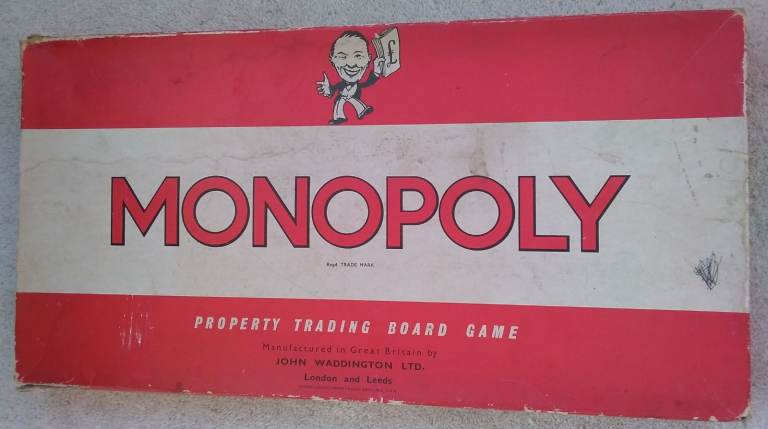 £
MONOPOLY
Regd. TRADE MARK
PROPERTY TRADING BOARD GAME
Manufactured in Great Britain by
JOHN WADDINGTON LTD.
London and Leeds